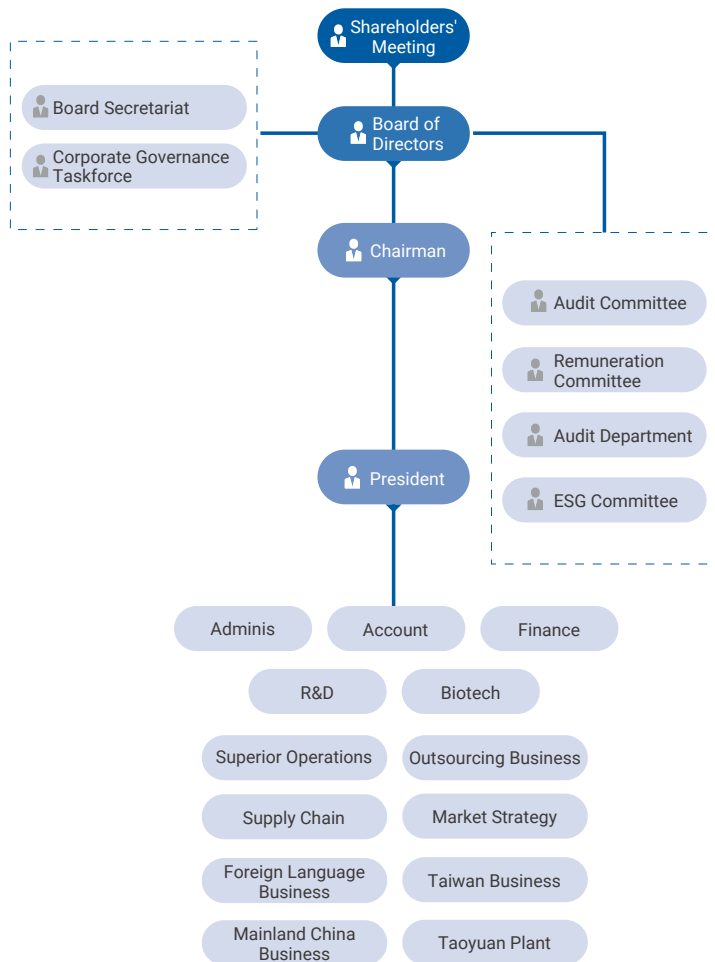 Shareholders'
Meeting
Board Secretariat
Board of
Directors
Corporate Governance
Taskforce
Chairman
Audit Committee
Remuneration
Committee
Audit Department
President
ESG Committee
Adminis
Account
Finance
R&D
Biotech
Superior Operations
Outsourcing Business
Supply Chain
Market Strategy
Foreign Language
Business
Taiwan Business
Mainland China
Business
Taoyuan Plant